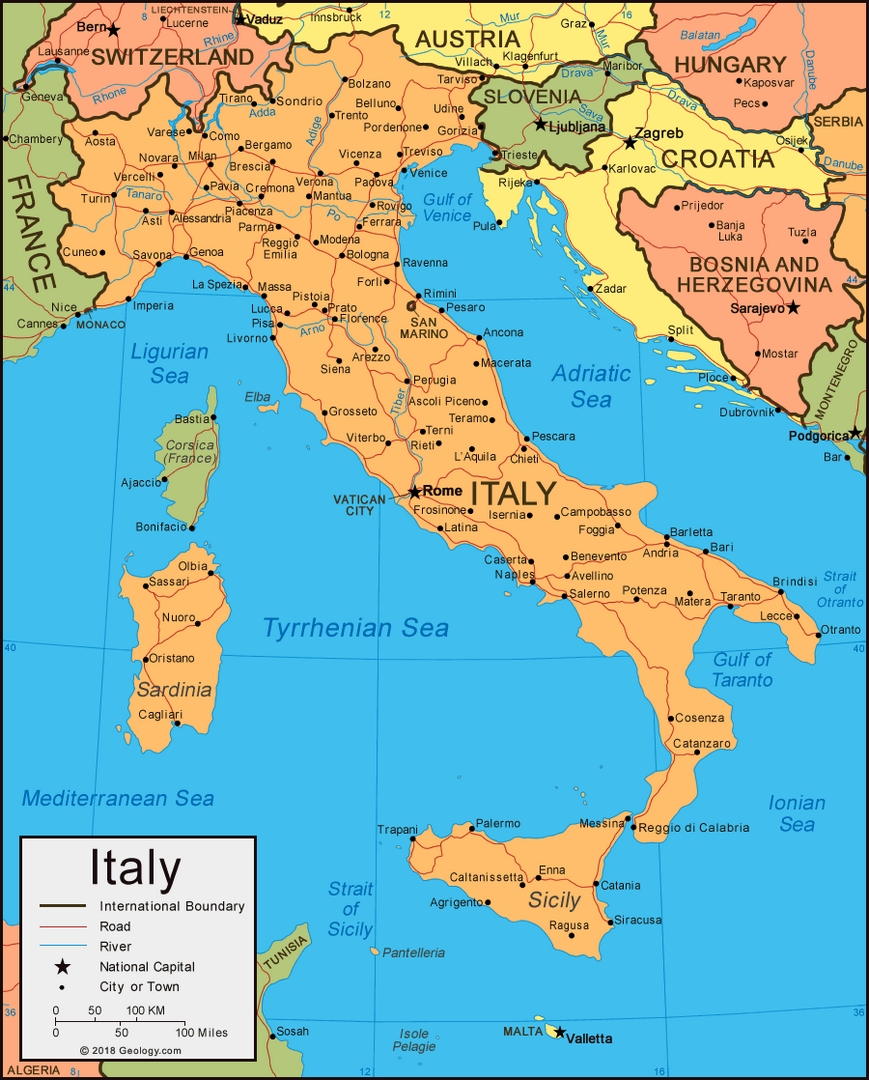 LIECHTENSTEIN
8
Lucerne
Bern
Vaduz
Innsbruck
12
Mur
Graz
16
Lausanne
SWITZERLAND
Rhine
AUSTRIA
Mur
Balatan
HUNGARY
Danube
Geneva
Rhone
Tirano
Sondrio
Adda
Bolzano
Villach
Klagenfurt
Tarviso
Maribor
Drava
Kaposvar
Pecs
Drava
Belluno
Trento
Udine
Pordenone
Gorizia
SLOVENIA
Sava
Ljubljana
Zagreb
SERBIA
Osijek
Chambery
Aosta
Varese
Como
Adige
Bergamo
Novara
Milan
Brescia
Vicenza
Treviso
Trieste
CROATIA
Danube
Vercelli
Pavia
Cremona
Verona
Padova
Venice
Rijeka
Karlovac
Turin
Tanaro
Mantua
Rovigo
Gulf of
Venice
Prijedor
Asti
Alessandria
Piacenza
Po
Ferrara
Pula
Banja
Luka
Tuzla
FRANCE
Parma
Reggio
Emilia
Modena
Cuneo
Savona
Genoa
Bologna
Ravenna
BOSNIA AND
HERZEGOVINA
44
44
La Spezia
Massa
Forli
Rimini
Zadar
Sarajevo
Nice
Imperia
Pistoia
Prato
Lucca
Pesaro
Cannes
MONACO
Pisa
Arno
Florence
SAN
MARINO
Livorno
Ancona
Split
Ligurian
Sea
Arezzo
Siena
Macerata
Mostar
MONTENEGRO
Perugia
Adriatic
Sea
Ploce
Elba
Tiber
Ascoli Piceno
Grosseto
Teramo
Dubrovnik
Bastia
Terni
Viterbo
Rieti
Pescara
Podgorica
Corsica
(France)
L'Aquila
Chieti
Bar
Ajaccio
VATICAN
CITY
Rome
ITALY
Frosinone
Isernia
Campobasso
Bonifacio
Latina
Foggia
Barletta
Andria
Bari
Olbia
Caserta
Benevento
Sassari
Naples
Avellino
Brindisi
Strait
of
Otranto
Salerno
Potenza
Matera
Taranto
Nuoro
Lecce
Tyrrhenian Sea
Otranto
40
40
Oristano
Gulf of
Taranto
Sardinia
Cagliari
Cosenza
Catanzaro
Mediterranean Sea
Ionian
Sea
Trapani
Palermo
Messina
Reggio di Calabria
Italy
Enna
Caltanissetta
Catania
International Boundary
Strait
of
Sicily
Agrigento
Sicily
Road
Siracusa
Ragusa
River
TUNISIA
Pantelleria
National Capital
City or Town
36
36
0 50 100 KM
0 50 100 Miles
Sosah
Isole
Pelagie
MALTA
Valletta
© 2018 Geology.com
ALGERIA
8
12
16